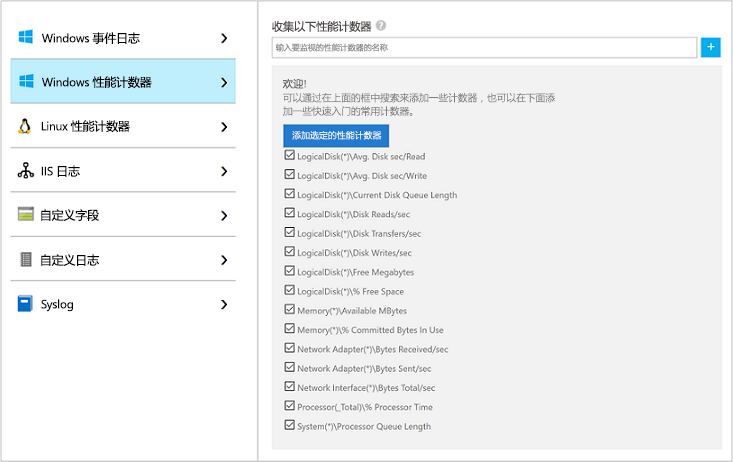 Windows 事件日志
Windows 性能计数器
Linux 性能计数器
IIS 日志
自定义字段
自定义日志
Syslog
收集以下性能计数器 ?
输入要监视的性能计数器的名称
+
欢迎!
可以通过在上面的框中搜索来添加一些计数器，也可以在下面添
加一些快速入门的常用计数器。
添加选定的性能计数器
LogicalDisk(*)\Avg. Disk sec/Read
LogicalDisk(*)\Avg. Disk sec/Write
LogicalDisk(*)\Current Disk Queue Length
LogicalDisk(*)\Disk Reads/sec
LogicalDisk(*)\Disk Transfers/sec
LogicalDisk(*)\Disk Writes/sec
LogicalDisk(*)\Free Megabytes
LogicalDisk(*)\% Free Space
Memory(*)\Available MBytes
Memory(*)\% Committed Bytes In Use
Network Adapter(*)\Bytes Received/sec
Network Adapter(*)\Bytes Sent/sec
Network Interface(*)\Bytes Total/sec
Processor(_Total)\% Processor Time
System(*)\Processor Queue Length